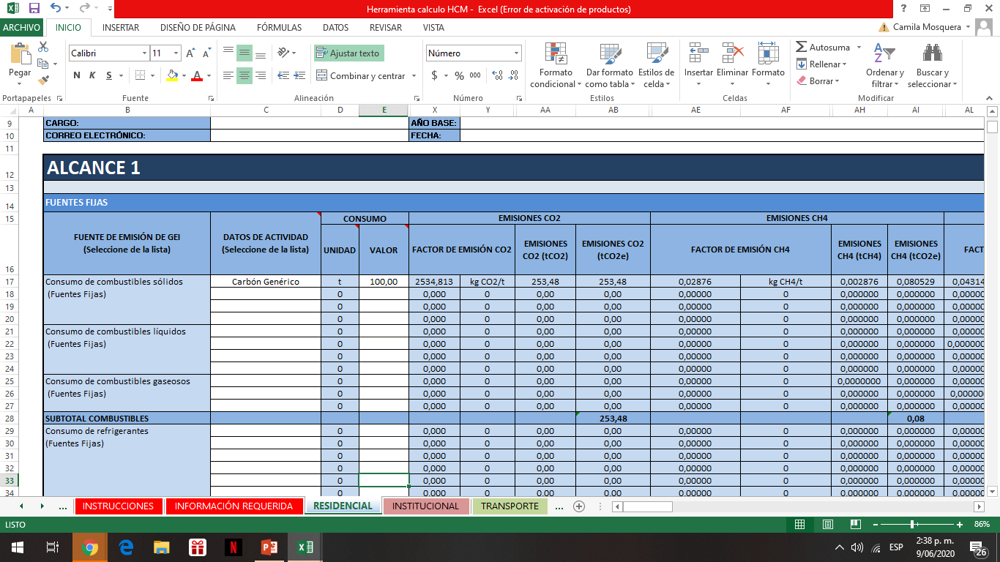 Herramienta calculo HCM - Excel (Error de activación de productos)
ARCHIVO INICIO INSERTAR DISEÑO DE PÁGINA FÓRMULAS DATOS REVISAR VISTA Camila Mosquera
Calibri 11 Ajustar texto Número Autosuma
Rellenar
Pegar N K S A Combinar y centrar $ % 000 Formato condicional Dar formato como tabla Estilos de celda Insertar Eliminar Formato Borrar Ordenar y filtrar Buscar y seleccionar
Portapapeles Fuente Alineación Número Estilos Celdas Modificar
A B C D E X Y AA AB AE AF AH AI AL
9 CARGO: AÑO BASE:
10 CORREO ELECTRÓNICO: FECHA:
11
12 ALCANCE 1
13
14 FUENTES FIJAS
15 CONSUMO EMISIONES CO2 EMISIONES CH4
16 FUENTE DE EMISIÓN DE GEI (Seleccione de la lista) DATOS DE ACTIVIDAD (Seleccione de la lista) UNIDAD VALOR FACTOR DE EMISIÓN CO2 EMISIONES CO2 (tCO2) EMISIONES CO2 (tCO2e) FACTOR DE EMISIÓN CH4 EMISIONES CH4 (tCH4) EMISIONES CH4 (tCO2e) FACT
17 Consumo de combustibles sólidos Carbón Genérico t 100,00 2534,813 kg CO2/t 253,48 253,48 0,02876 kg CH4/t 0,002876 0,080529 0,04314
18 (Fuentes Fijas) 0 0,000 0 0,00 0,00 0,00000 0 0,000000 0,000000 0,00000
19 0 0,000 0 0,00 0,00 0,00000 0 0,000000 0,000000 0,00000
20 0 0,000 0 0,00 0,00 0,00000 0 0,000000 0,000000 0,00000
21 Consumo de combustibles líquidos 0 0,000 0 0,00 0,00 0,00000 0 0,000000 0,000000 0,00000
22 (Fuentes Fijas) 0 0,000 0 0,00 0,00 0,00000 0 0,000000 0,000000 0,000000
23 0 0,000 0 0,00 0,00 0,00000 0 0,000000 0,000000 0,00000
24 0 0,000 0 0,00 0,00 0,00000 0 0,000000 0,000000 0,00000
25 Consumo de combustibles gaseosos 0 0,000 0 0,00 0,00 0,00000 0 0,0000000 0,000000 0,00000
26 (Fuentes Fijas) 0 0,000 0 0,00 0,00 0,00000 0 0,000000 0,000000 0,00000
27 0 0,000 0 0,00 0,00 0,00000 0 0,000000 0,000000 0,00000
28 SUBTOTAL COMBUSTIBLES 253,48 0,08
29 Consumo de refrigerantes 0 0,000 0 0,00 0,00 0,00000 0 0,000000 0,000000 0,00000
30 (Fuentes Fijas) 0 0,000 0 0,00 0,00 0,00000 0 0,000000 0,000000 0,00000
31 0 0,000 0 0,00 0,00 0,00000 0 0,000000 0,000000 0,00000
32 0 0,000 0 0,00 0,00 0,00000 0 0,000000 0,000000 0,00000
33 0 0,000 0 0,00 0,00 0,00000 0 0,000000 0,000000 0,00000
34 0 0,000 0 0,00 0,00 0,00000 0 0,000000 0,000000 0,00000
... INSTRUCCIONES INFORMACIÓN REQUERIDA RESIDENCIAL INSTITUCIONAL TRANSPORTE ...
LISTO 86%
ESP 2:38 p. m.
9/06/2020 26